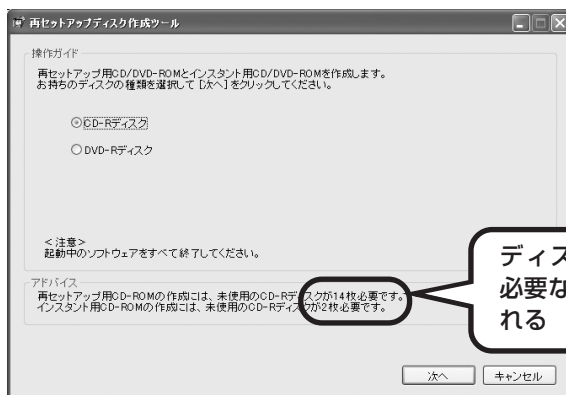 再セットアップディスク作成ツール
操作ガイド
再セットアップ用CD/DVD-ROMとインスタント用CD/DVD-ROMを作成します。
お持ちのディスクの種類を選択して [次へ] をクリックしてください。
CD-Rディスク
DVD-Rディスク
<注意>
起動中のソフトウェアをすべて終了してください。
アドバイス
再セットアップ用CD-ROMの作成には、未使用のCD-Rディスクが14枚必要です。
インスタント用CD-ROMの作成には、未使用のCD-Rディスクが2枚必要です。
ディス
必要な
れる
次へ
キャンセル